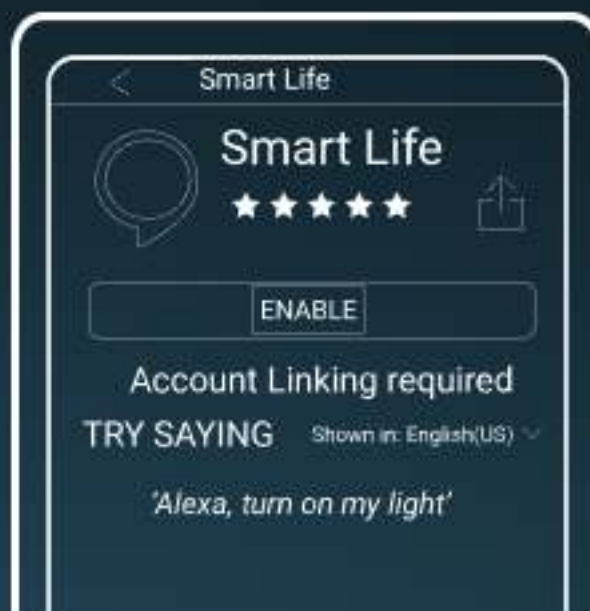 Smart Life
Smart Life
ENABLE
Account Linking required
TRY SAYING Shown in: English(US)
'Alexa, turn on my light'